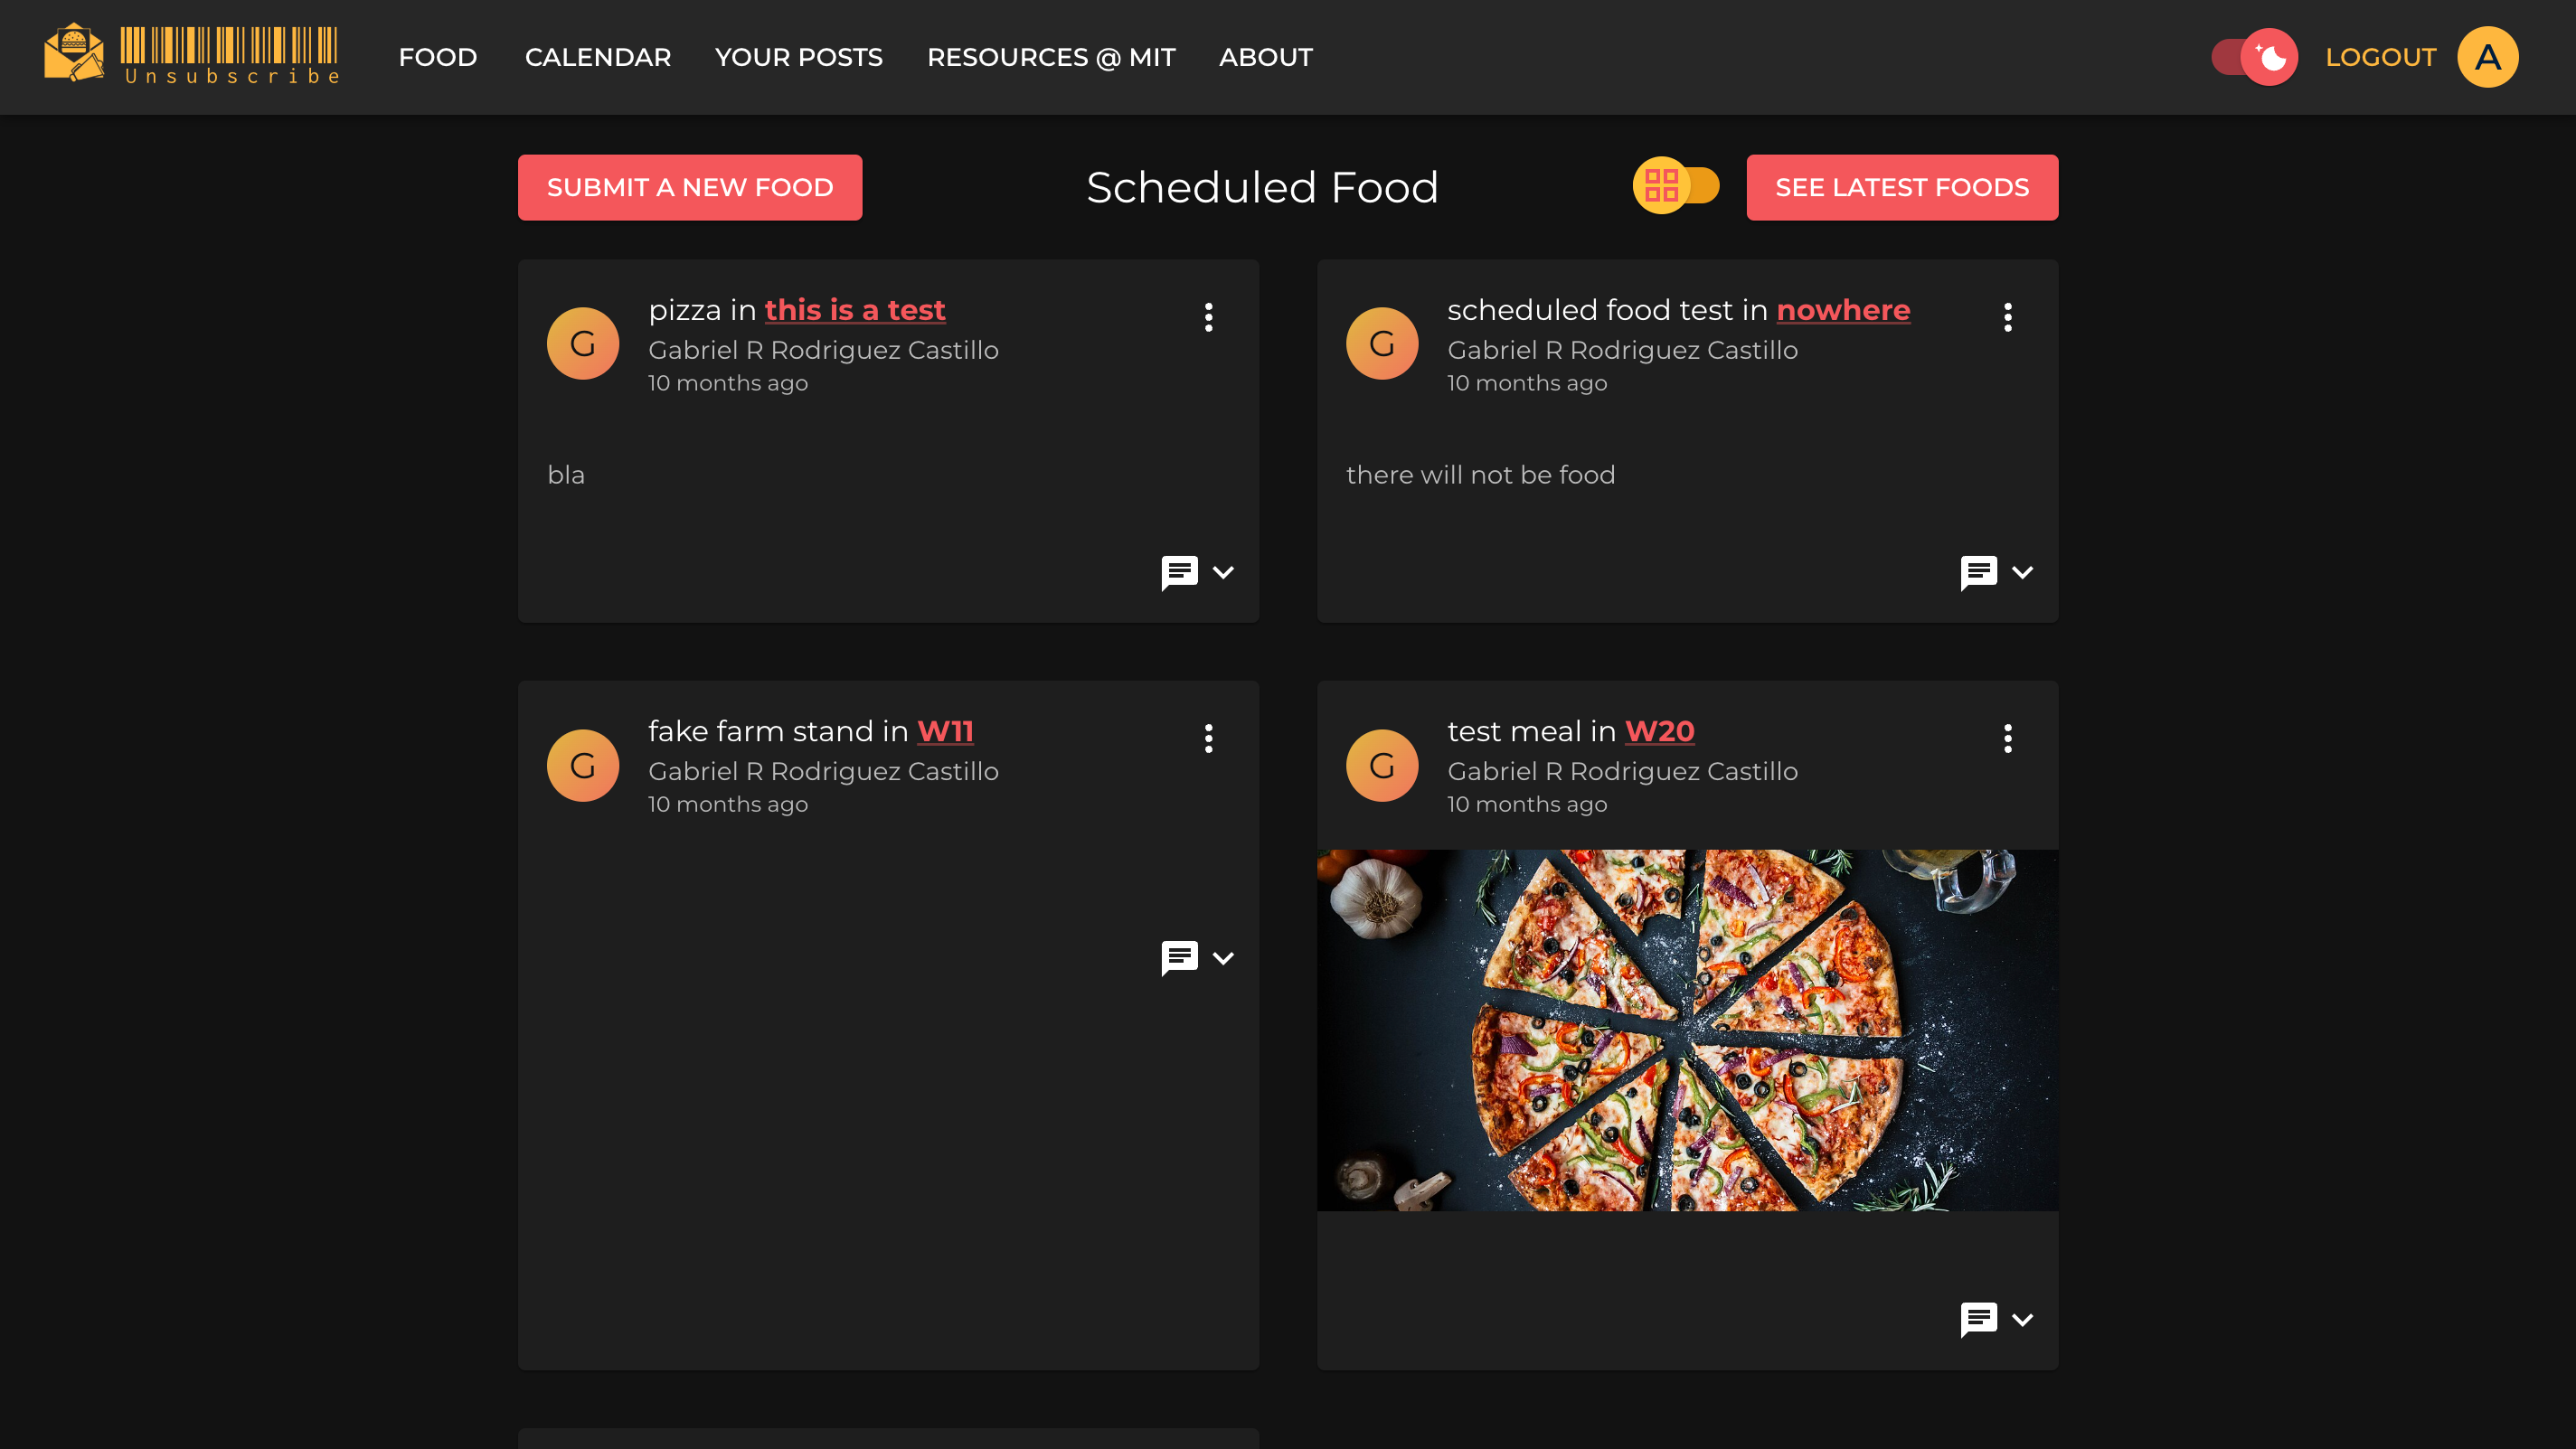 Unsubscribe
FOOD CALENDAR YOUR POSTS RESOURCES @ MIT ABOUT
LOGOUT A
SUBMIT A NEW FOOD
Scheduled Food
SEE LATEST FOODS
G
pizza in this is a test
Gabriel R Rodriguez Castillo
10 months ago
bla
G
scheduled food test in nowhere
Gabriel R Rodriguez Castillo
10 months ago
there will not be food
G
fake farm stand in W11
Gabriel R Rodriguez Castillo
10 months ago
G
test meal in W20
Gabriel R Rodriguez Castillo
10 months ago